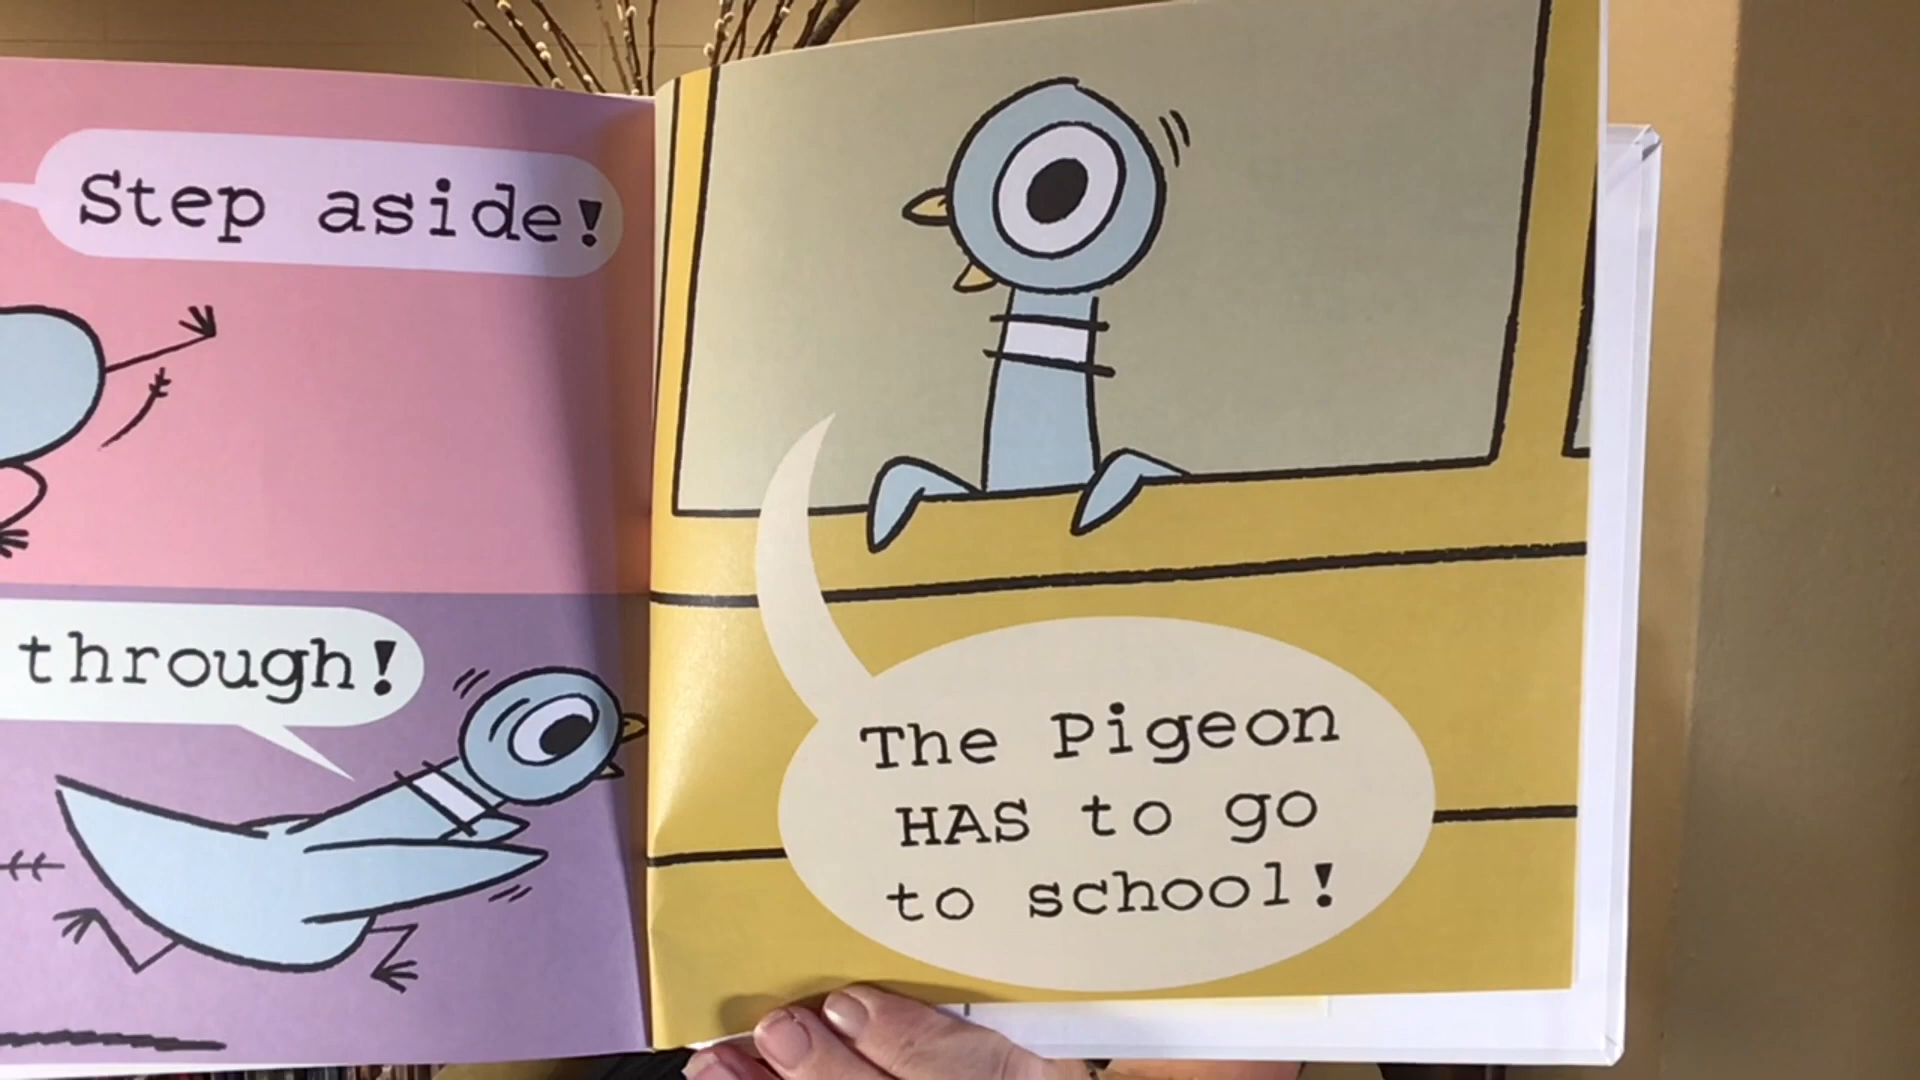 Step aside!
through!
The Pigeon
HAS to go
to school!